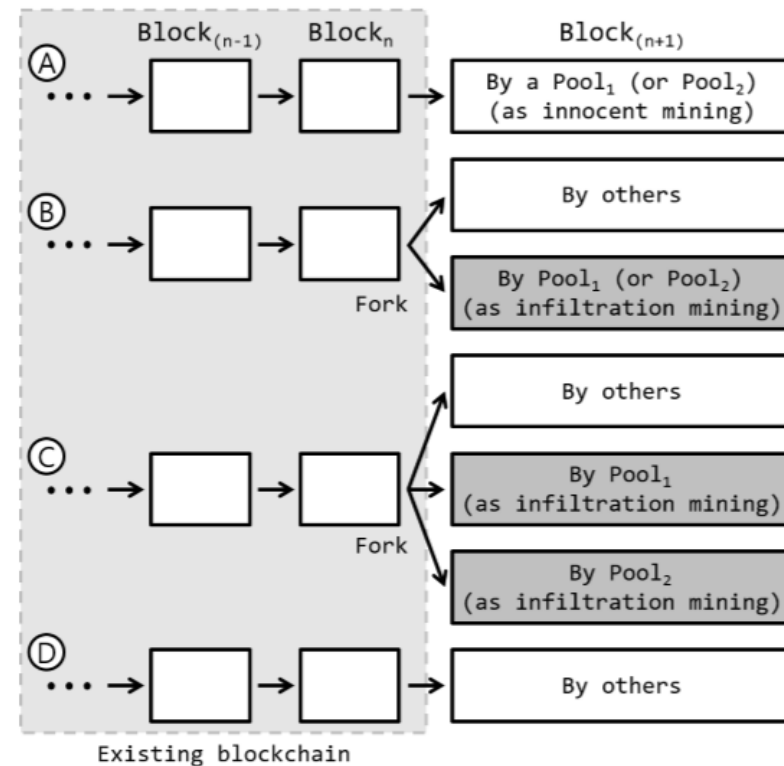 Block(n-1) Blockn Block(n+1)
A
... By a Pool1 (or Pool2)
(as innocent mining)
By others
B
...
Fork
By Pool1 (or Pool2)
(as infiltration mining)
By others
C
... By Pool1
(as infiltration mining)
Fork
By Pool2
(as infiltration mining)
D
... By others
Existing blockchain